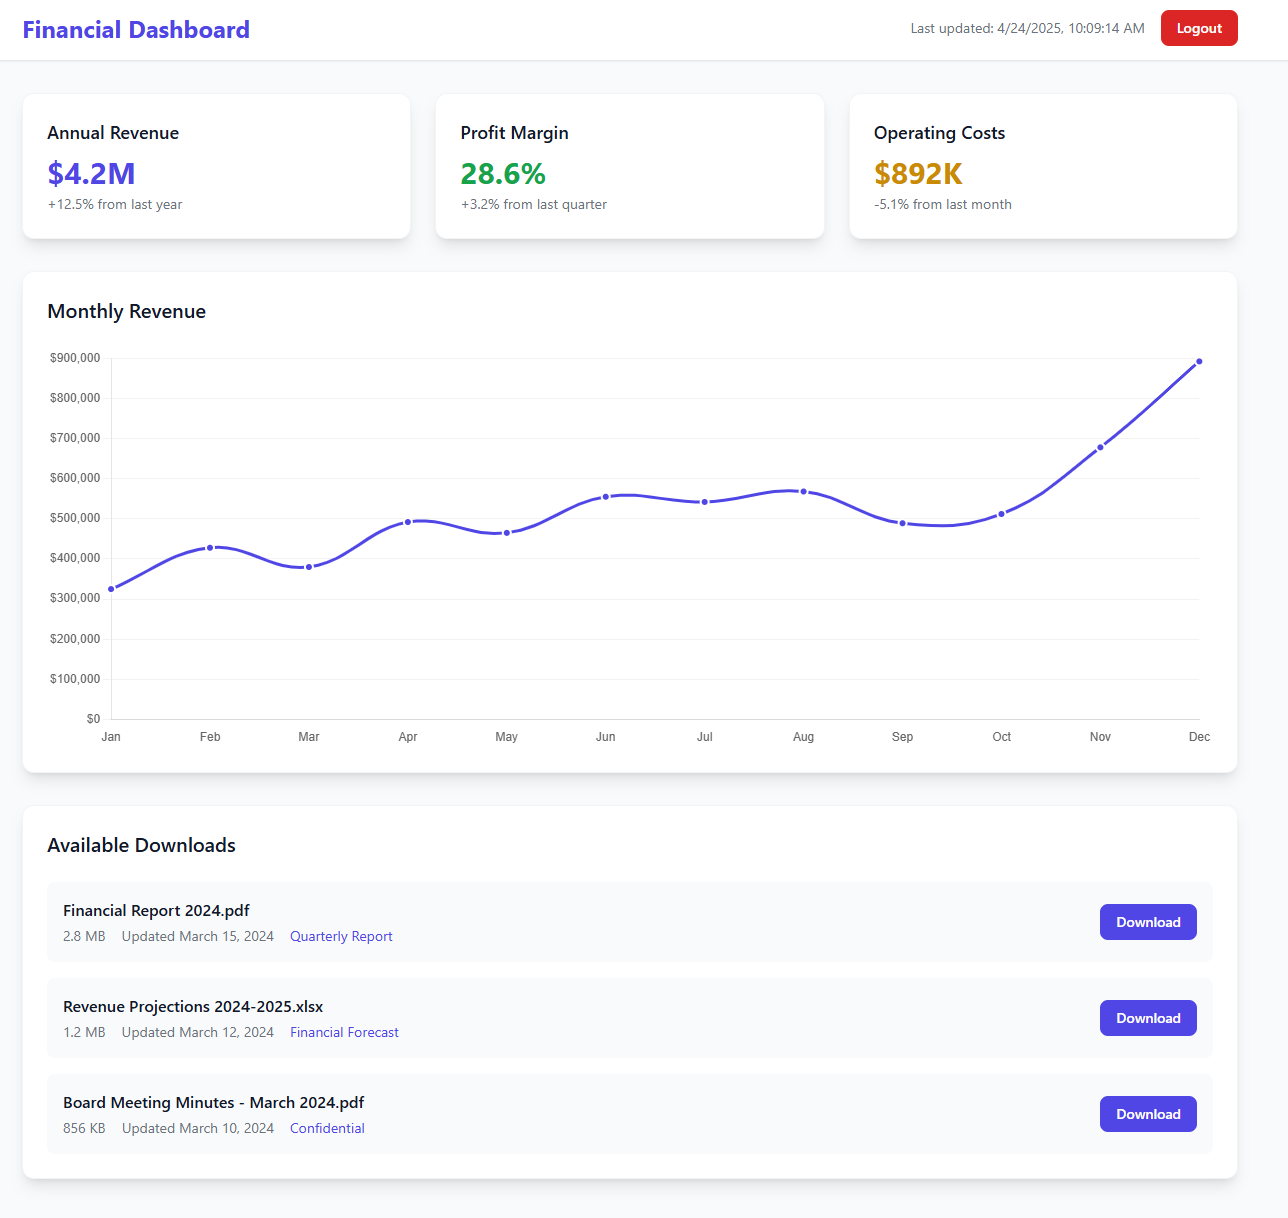 Financial Dashboard
Last updated: 4/24/2025, 10:09:14 AM
Logout
Annual Revenue
$4.2M
+12.5% from last year
Profit Margin
28.6%
+3.2% from last quarter
Operating Costs
$892K
-5.1% from last month
Monthly Revenue
$900,000
$800,000
$700,000
$600,000
$500,000
$400,000
$300,000
$200,000
$100,000
$0
Jan Feb Mar Apr May Jun Jul Aug Sep Oct Nov Dec
Available Downloads
Financial Report 2024.pdf
2.8 MB Updated March 15, 2024 Quarterly Report
Download
Revenue Projections 2024-2025.xlsx
1.2 MB Updated March 12, 2024 Financial Forecast
Download
Board Meeting Minutes - March 2024.pdf
856 KB Updated March 10, 2024 Confidential
Download